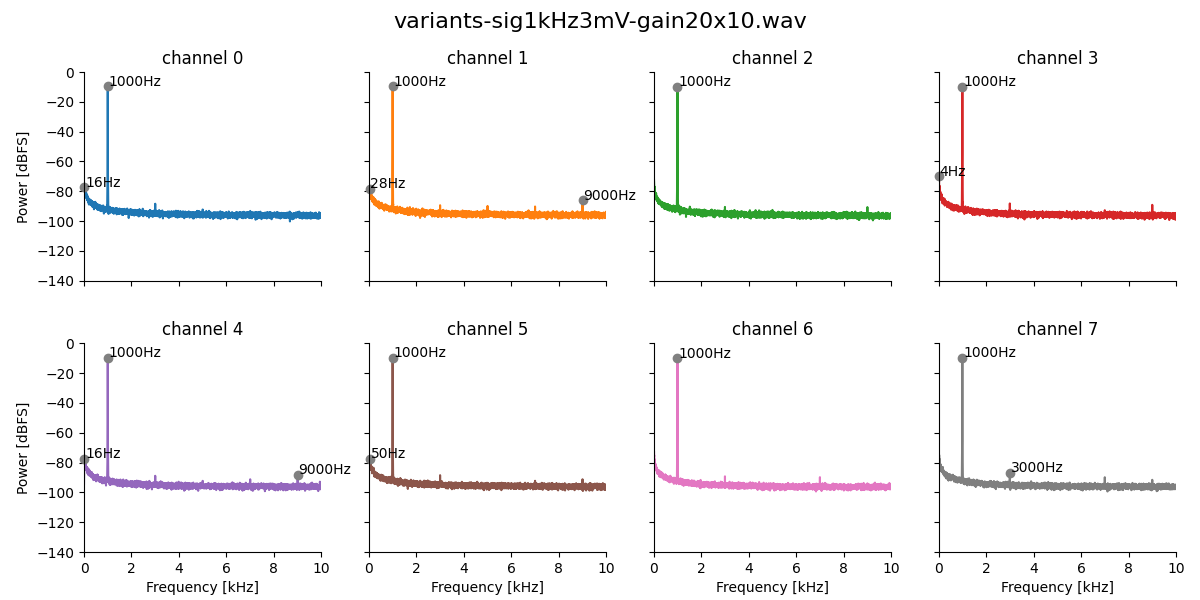 variants-sig1kHz3mV-gain20x10.wav
channel 0
channel 1
channel 2
channel 3
Power [dBFS]
0
−20
−40
−60
−80
−100
−120
−140
1000Hz
16Hz
1000Hz
28Hz
9000Hz
1000Hz
1000Hz
4Hz
channel 4
channel 5
channel 6
channel 7
Power [dBFS]
0
−20
−40
−60
−80
−100
−120
−140
1000Hz
16Hz
9000Hz
1000Hz
50Hz
1000Hz
1000Hz
3000Hz
0 2 4 6 8 10
0 2 4 6 8 10
0 2 4 6 8 10
0 2 4 6 8 10
Frequency [kHz]
Frequency [kHz]
Frequency [kHz]
Frequency [kHz]